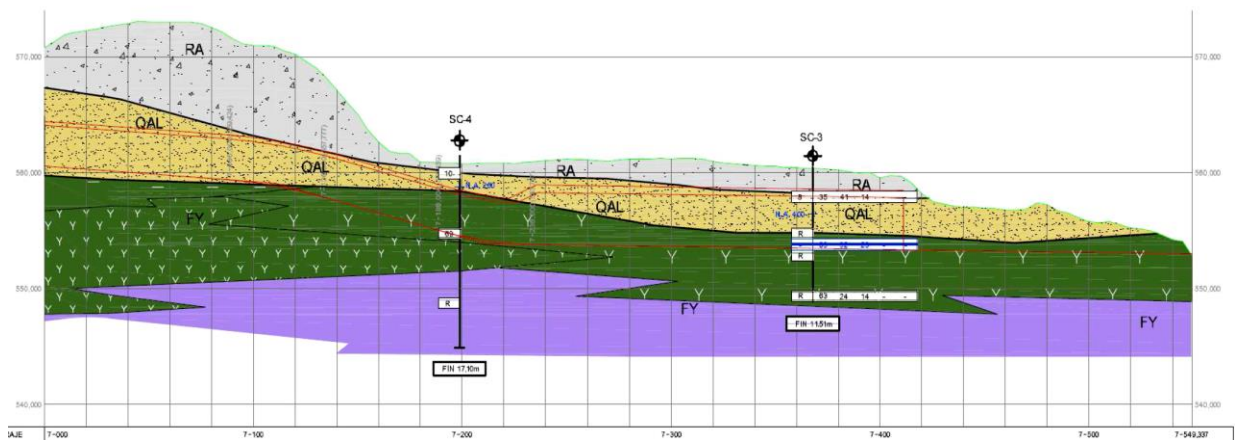 570,000
570,000
RA
QAL
SC-4
SC-3
QAL
560,000
560,000
10-
RA
RA
8 35 41 14
QAL
QAL
FY
69
R
R
550,000
550,000
R
R 63 24 14 - -
FY
FY
FIN 11.51m
FIN 17.10m
540,000
540,000
7-000
7-100
7-200
7-300
7-400
7-500
7-549,337